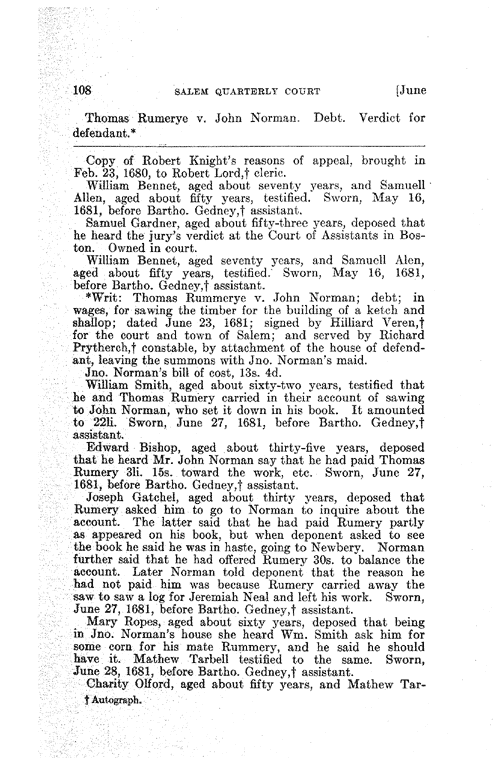 108 SALEM QUARTERLY COURT [June
Thomas Rumerye v. John Norman. Debt. Verdict for
defendant.*
Copy of Robert Knight's reasons of appeal, brought in
Feb. 23, 1680, to Robert Lord,† cleric.
William Bennet, aged about seventy years, and Samuell
Allen, aged about fifty years, testified. Sworn, May 16,
1681, before Bartho. Gedney,† assistant.
Samuel Gardner, aged about fifty-three years, deposed that
he heard the jury's verdict at the Court of Assistants in Bos-
ton. Owned in court.
William Bennet, aged seventy years, and Samuell Alen,
aged about fifty years, testified. Sworn, May 16, 1681,
before Bartho. Gedney,† assistant.
*Writ: Thomas Rummerye v. John Norman; debt; in
wages, for sawing the timber for the building of a ketch and
shallop; dated June 23, 1681; signed by Hilliard Veren,†
for the court and town of Salem; and served by Richard
Prytherch,† constable, by attachment of the house of defend-
ant, leaving the summons with Jno. Norman's maid.
Jno. Norman's bill of cost, 13s. 4d.
William Smith, aged about sixty-two years, testified that
he and Thomas Rumery carried in their account of sawing
to John Norman, who set it down in his book. It amounted
to 22li. Sworn, June 27, 1681, before Bartho. Gedney,†
assistant.
Edward Bishop, aged about thirty-five years, deposed
that he heard Mr. John Norman say that he had paid Thomas
Rumery 3li. 15s. toward the work, etc. Sworn, June 27,
1681, before Bartho. Gedney,† assistant.
Joseph Gatchel, aged about thirty years, deposed that
Rumery asked him to go to Norman to inquire about the
account. The latter said that he had paid Rumery partly
as appeared on his book, but when deponent asked to see
the book he said he was in haste, going to Newbery. Norman
further said that he had offered Rumery 30s. to balance the
account. Later Norman told deponent that the reason he
had not paid him was because Rumery carried away the
saw to saw a log for Jeremiah Neal and left his work. Sworn,
June 27, 1681, before Bartho. Gedney,† assistant.
Mary Ropes, aged about sixty years, deposed that being
in Jno. Norman's house she heard Wm. Smith ask him for
some corn for his mate Rummery, and he said he should
have it. Mathew Tarbell testified to the same. Sworn,
June 28, 1681, before Bartho. Gedney,† assistant.
Charity Olford, aged about fifty years, and Mathew Tar-
† Autograph.